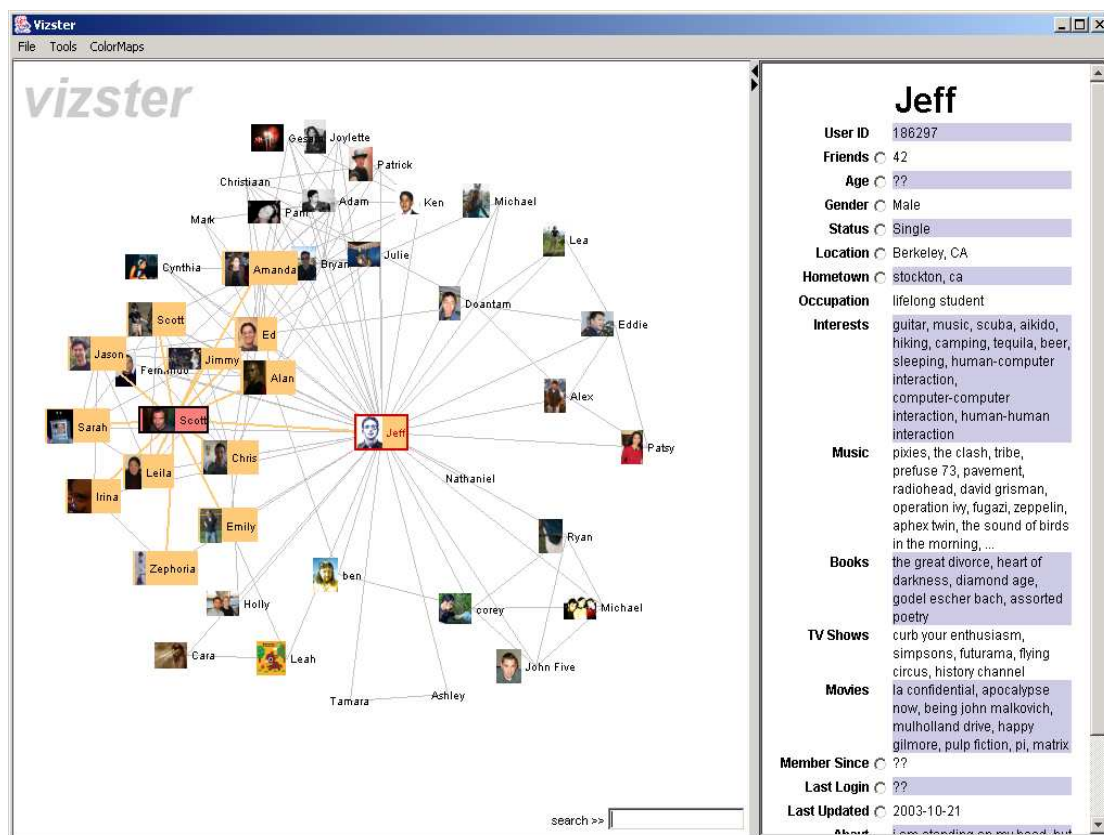 Vizster
File Tools ColorMaps
vizster
Joylette
Patrick
Christiaan
Adam
Ken
Michael
Mark
Pam
Lea
Julie
Bryan
Cynthia
Amanda
Doantam
Scott
Ed
Eddie
Jason
Jimmy
Alan
Alex
Scott
Sarah
Jeff
Patsy
Chris
Leila
Nathaniel
Irina
Emily
Ryan
Zephoria
ben
Holly
corey
Michael
Cara
Leah
John Five
Tamara
Ashley
search >>
Jeff
User ID 186297
Friends 42
Age ??
Gender Male
Status Single
Location Berkeley, CA
Hometown stockton, ca
Occupation lifelong student
Interests guitar, music, scuba, aikido,
hiking, camping, tequila, beer,
sleeping, human-computer
interaction,
computer-computer
interaction, human-human
interaction
Music pixies, the clash, tribe,
prefuse 73, pavement,
radiohead, david grisman,
operation ivy, fugazi, zeppelin,
aphex twin, the sound of birds
in the morning, ...
Books the great divorce, heart of
darkness, diamond age,
godel escher bach, assorted
poetry
TV Shows curb your enthusiasm,
simpsons, futurama, flying
circus, history channel
Movies la confidential, apocalypse
now, being john malkovich,
mulholland drive, happy
gilmore, pulp fiction, pi, matrix
Member Since ??
Last Login ??
Last Updated 2003-10-21
About i am standing on my head, but